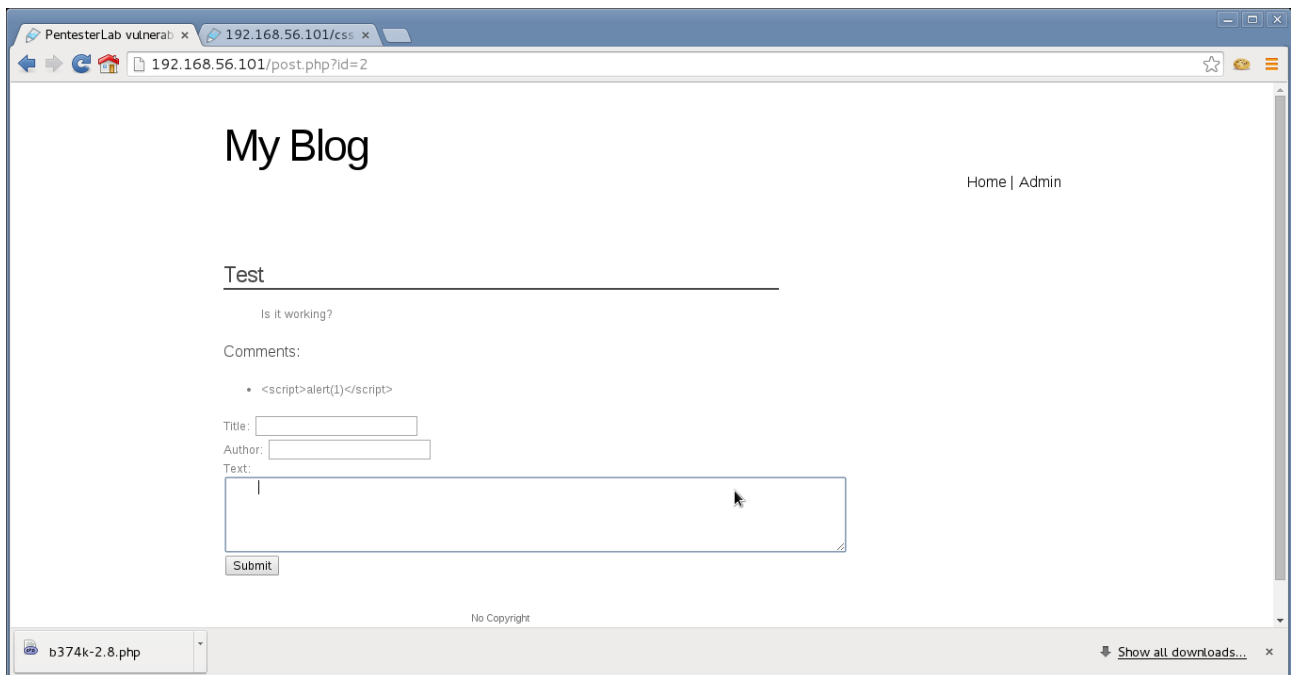 PentesterLab vulnerab
192.168.56.101/css
192.168.56.101/post.php?id=2
My Blog
Home | Admin
Test
Is it working?
Comments:
<script>alert(1)</script>
Title:
Author:
Text:
Submit
No Copyright
b374k-2.8.php
Show all downloads...